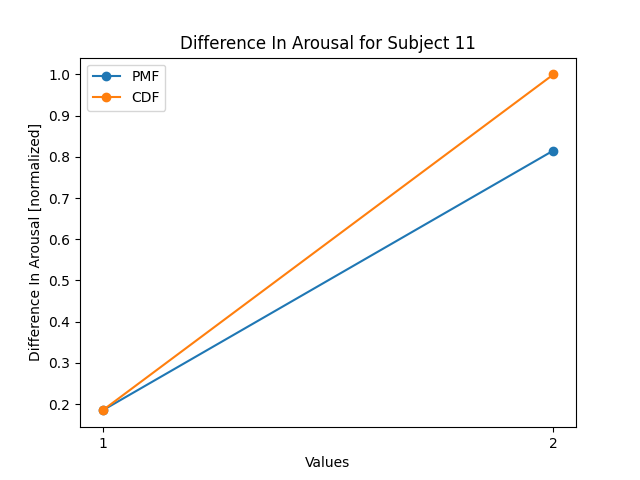 Difference In Arousal for Subject 11
PMF
CDF
1.0
0.9
0.8
0.7
0.6
0.5
0.4
0.3
0.2
Difference In Arousal [normalized]
1
2
Values